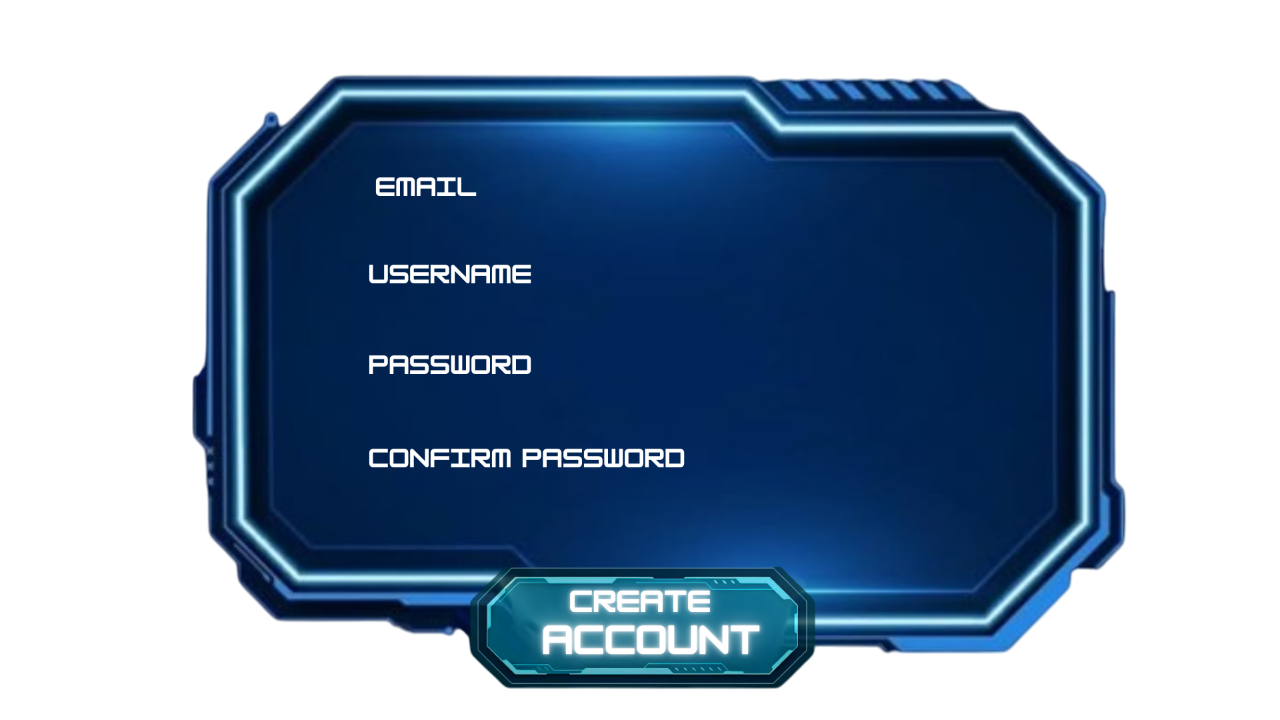 EMAIL
USERNAME
PASSWORD
CONFIRM PASSWORD
CREATE
ACCOUNT